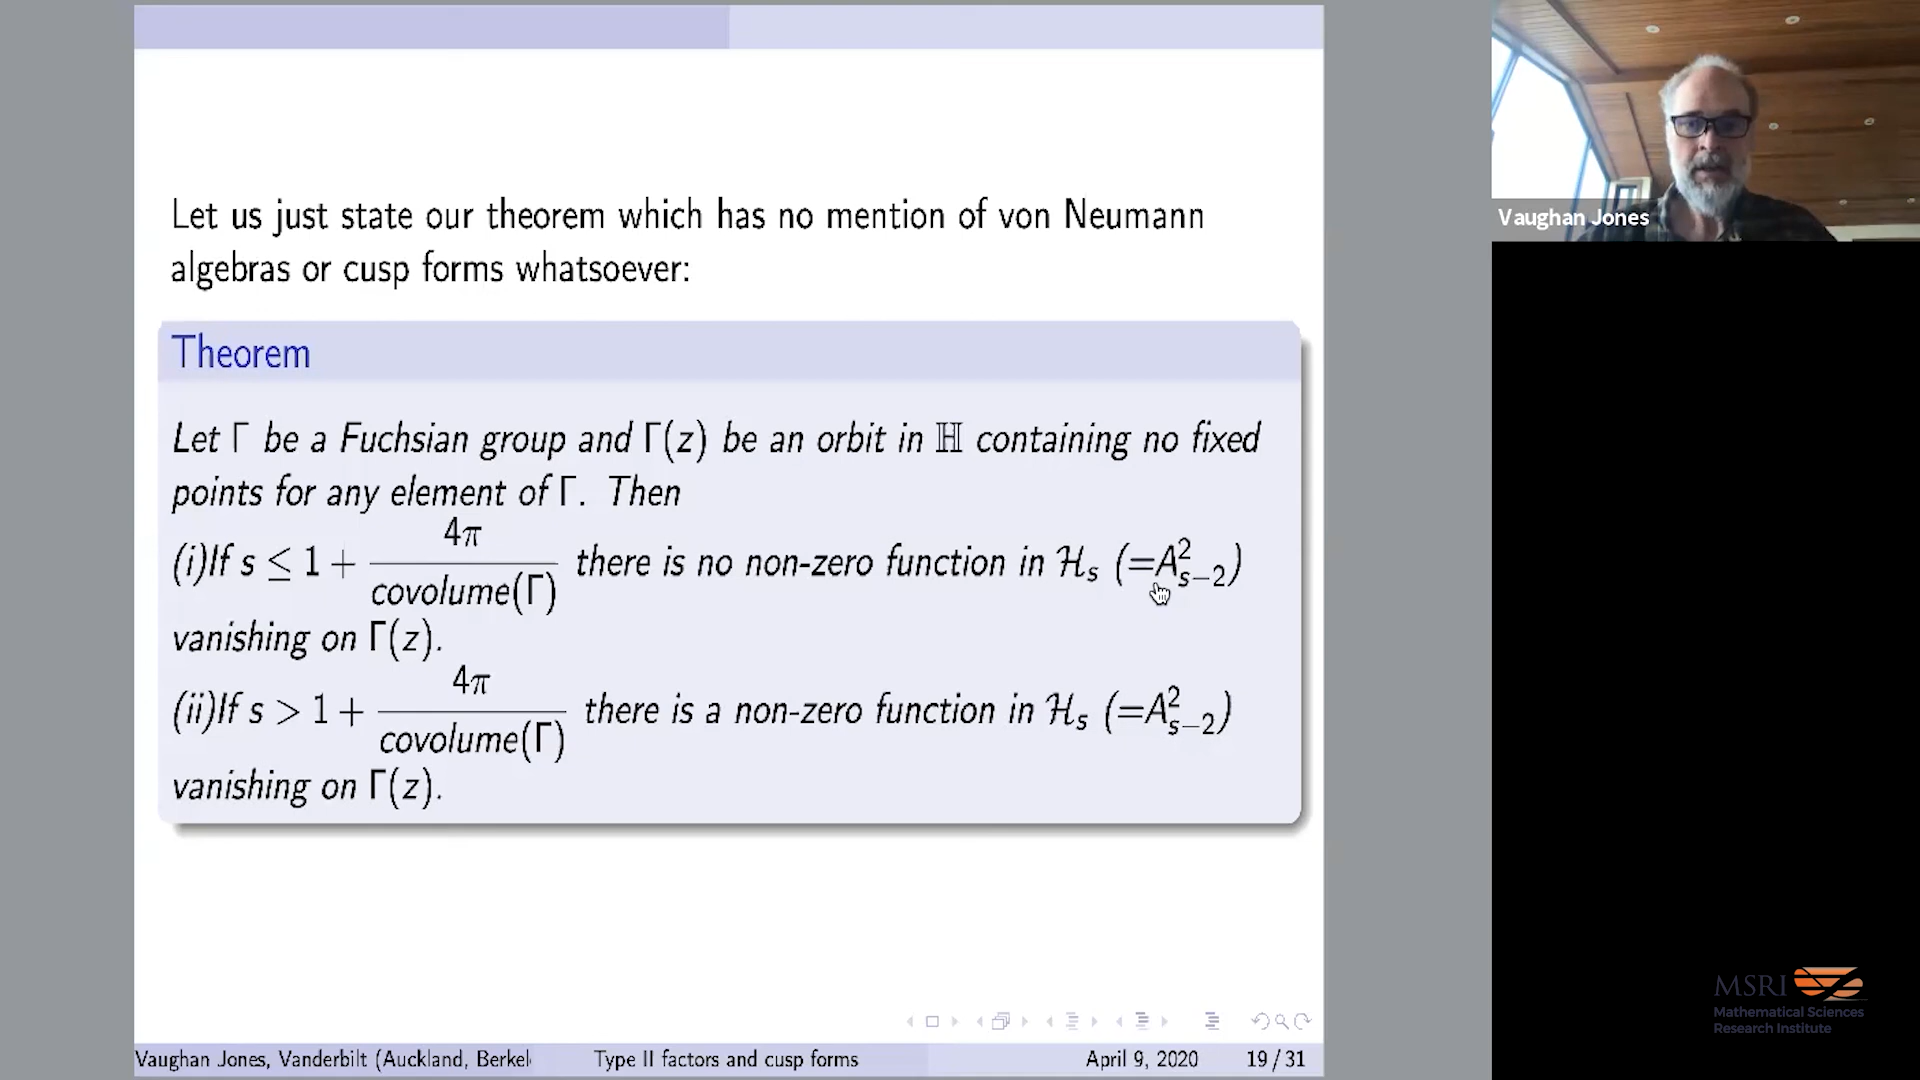 Let us just state our theorem which has no mention of von Neumann
algebras or cusp forms whatsoever:
Theorem
Let Γ be a Fuchsian group and Γ(z) be an orbit in ℍ containing no fixed
points for any element of Γ. Then
(i)If s ≤ 1 + 4π / covolume(Γ) there is no non-zero function in ℋ_s (=A²_{s−2})
vanishing on Γ(z).
(ii)If s > 1 + 4π / covolume(Γ) there is a non-zero function in ℋ_s (=A²_{s−2})
vanishing on Γ(z).
Vaughan Jones, Vanderbilt (Auckland, Berkel
Type II factors and cusp forms
April 9, 2020
19 / 31
Vaughan Jones
MSRI
Mathematical Sciences
Research Institute